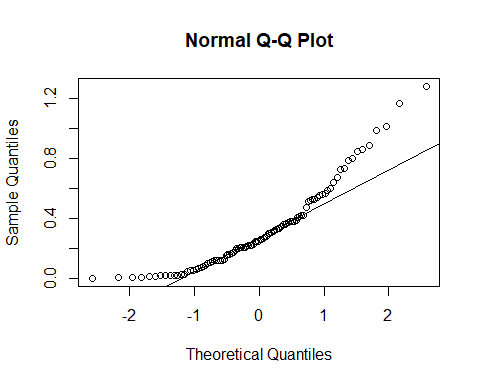 Normal Q-Q Plot
Sample Quantiles
1.2
0.8
0.4
0.0
-2 -1 0 1 2
Theoretical Quantiles